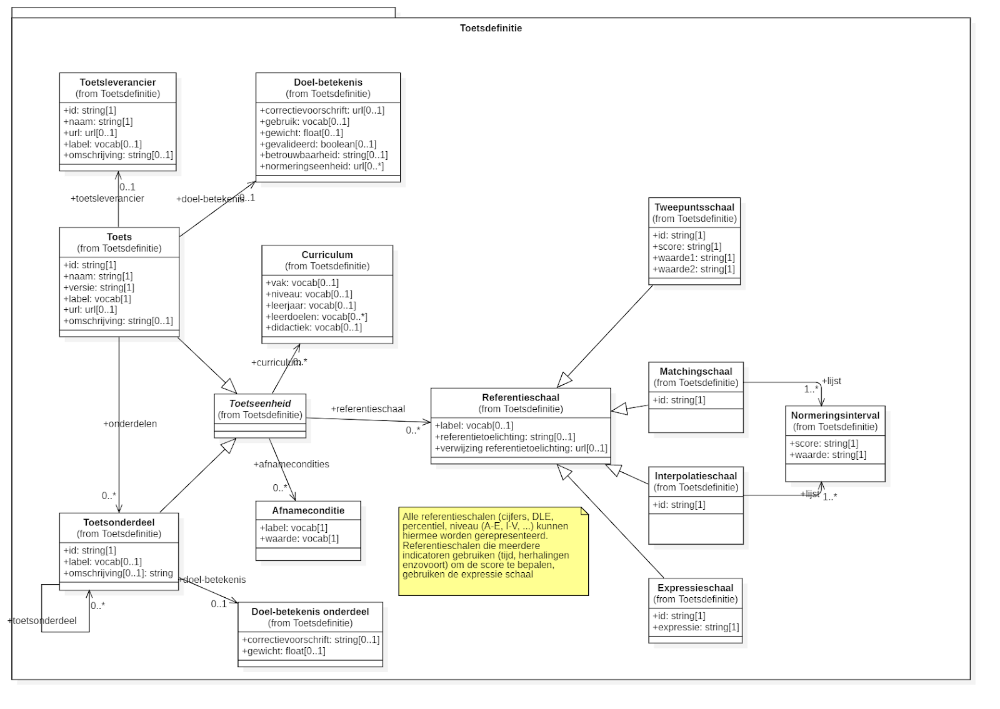 Toetsdefinitie
Toetsleverancier
(from Toetsdefinitie)
+id: string[1]
+naam: string[1]
+url: url[0..1]
+label: vocab[0..1]
+omschrijving: string[0..1]
Doel-betekenis
(from Toetsdefinitie)
+correctievoorschrift: url[0..1]
+gebruik: vocab[0..1]
+gewicht: float[0..1]
+gevalideerd: boolean[0..1]
+betrouwbaarheid: string[0..1]
+normeringseenheid: url[0..*]
0..1
+toetsleverancier
+doel-betekenis
0..1
Toets
(from Toetsdefinitie)
+id: string[1]
+naam: string[1]
+versie: string[1]
+label: vocab[1]
+url: url[0..1]
+omschrijving: string[0..1]
Curriculum
(from Toetsdefinitie)
+vak: vocab[0..1]
+niveau: vocab[0..1]
+leerjaar: vocab[0..1]
+leerdoelen: vocab[0..*]
+didactiek: vocab[0..1]
+curriculum
0..*
Tweepuntsschaal
(from Toetsdefinitie)
+id: string[1]
+score: string[1]
+waarde1: string[1]
+waarde2: string[1]
Toetseenheid
(from Toetsdefinitie)
+referentieschaal
0..*
Referentieschaal
(from Toetsdefinitie)
+label: vocab[0..1]
+referentietoelichting: string[0..1]
+verwijzing referentietoelichting: url[0..1]
Matchingschaal
(from Toetsdefinitie)
+id: string[1]
+lijst
1..*
Normeringsinterval
(from Toetsdefinitie)
+score: string[1]
+waarde: string[1]
Interpolatieschaal
(from Toetsdefinitie)
+id: string[1]
+lijst
1..*
+onderdelen
0..*
+afnamecondities
0..*
Afnameconditie
+label: vocab[1]
+waarde: vocab[1]
Toetsonderdeel
(from Toetsdefinitie)
+id: string[1]
+label: vocab[0..1]
+omschrijving[0..1]: string
+doel-betekenis
0..1
0..*
+toetsonderdeel
Doel-betekenis onderdeel
(from Toetsdefinitie)
+correctievoorschrift: string[0..1]
+gewicht: float[0..1]
Alle referentieschalen (cijfers, DLE,
percentiel, niveau (A-E, I-V, ...) kunnen
hiermee worden gerepresenteerd.
Referentieschalen die meerdere
indicatoren gebruiken (tijd, herhalingen
enzovoort) om de score te bepalen,
gebruiken de expressie schaal
Expressieschaal
(from Toetsdefinitie)
+id: string[1]
+expressie: string[1]